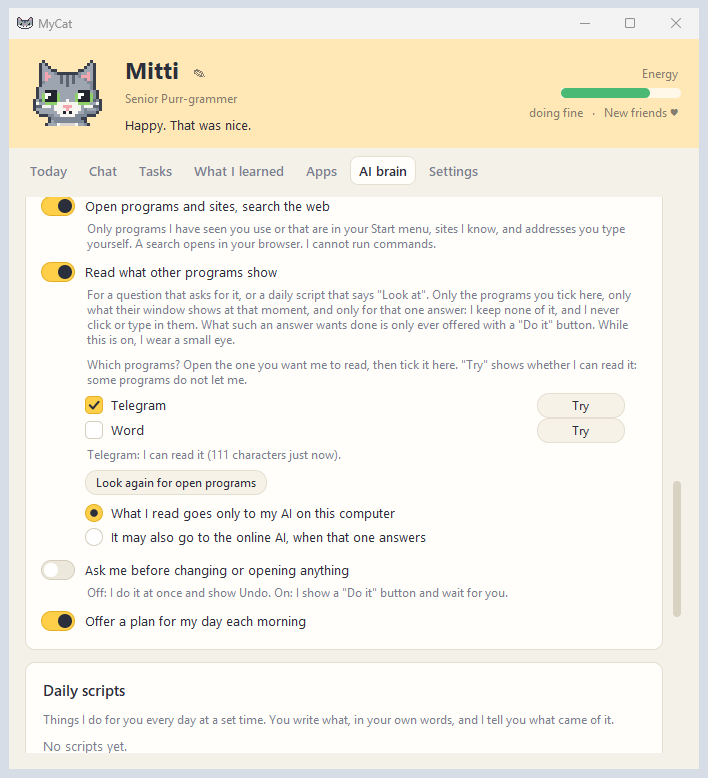 MyCat
Mitti
Senior Purr-grammer
Happy. That was nice.
Energy
doing fine · New friends ♥
Today Chat Tasks What I learned Apps AI brain Settings
Open programs and sites, search the web
Only programs I have seen you use or that are in your Start menu, sites I know, and addresses you type
yourself. A search opens in your browser. I cannot run commands.
Read what other programs show
For a question that asks for it, or a daily script that says "Look at". Only the programs you tick here, only
what their window shows at that moment, and only for that one answer: I keep none of it, and I never
click or type in them. What such an answer wants done is only ever offered with a "Do it" button. While
this is on, I wear a small eye.
Which programs? Open the one you want me to read, then tick it here. "Try" shows whether I can read it:
some programs do not let me.
Telegram Try
Word Try
Telegram: I can read it (111 characters just now).
Look again for open programs
What I read goes only to my AI on this computer
It may also go to the online AI, when that one answers
Ask me before changing or opening anything
Off: I do it at once and show Undo. On: I show a "Do it" button and wait for you.
Offer a plan for my day each morning
Daily scripts
Things I do for you every day at a set time. You write what, in your own words, and I tell you what came of it.
No scripts yet.